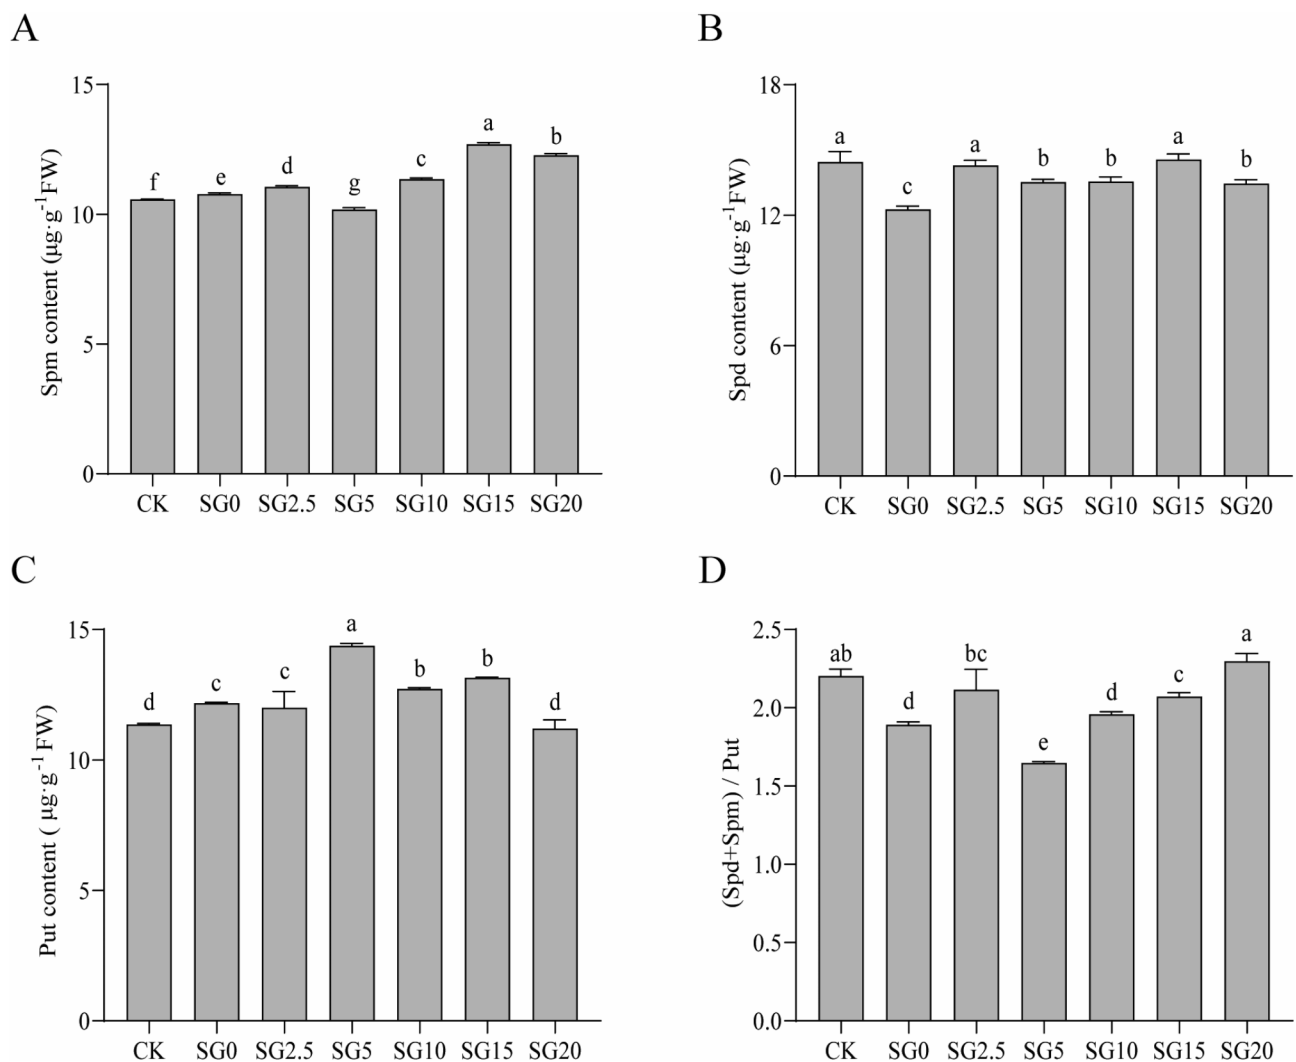 A
Spm content (μg·g⁻¹FW)
15
10
5
0
f e d g c a b
CK SG0 SG2.5 SG5 SG10 SG15 SG20
B
Spd content (μg·g⁻¹FW)
18
12
6
0
a c a b b a b
CK SG0 SG2.5 SG5 SG10 SG15 SG20
C
Put content ( μg·g⁻¹FW)
15
10
5
0
d c c a b b d
CK SG0 SG2.5 SG5 SG10 SG15 SG20
D
(Spd+Spm) / Put
2.5
2.0
1.5
1.0
0.5
0.0
ab d bc e d c a
CK SG0 SG2.5 SG5 SG10 SG15 SG20